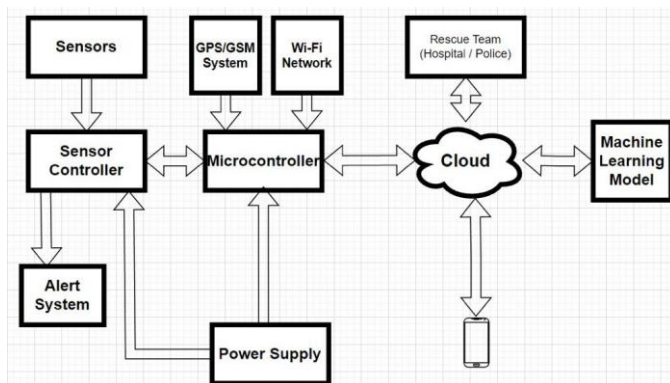 Sensors
GPS/GSM
System
Wi-Fi
Network
Rescue Team
(Hospital / Police)
Sensor
Controller
Microcontroller
Cloud
Machine
Learning
Model
Alert
System
Power Supply